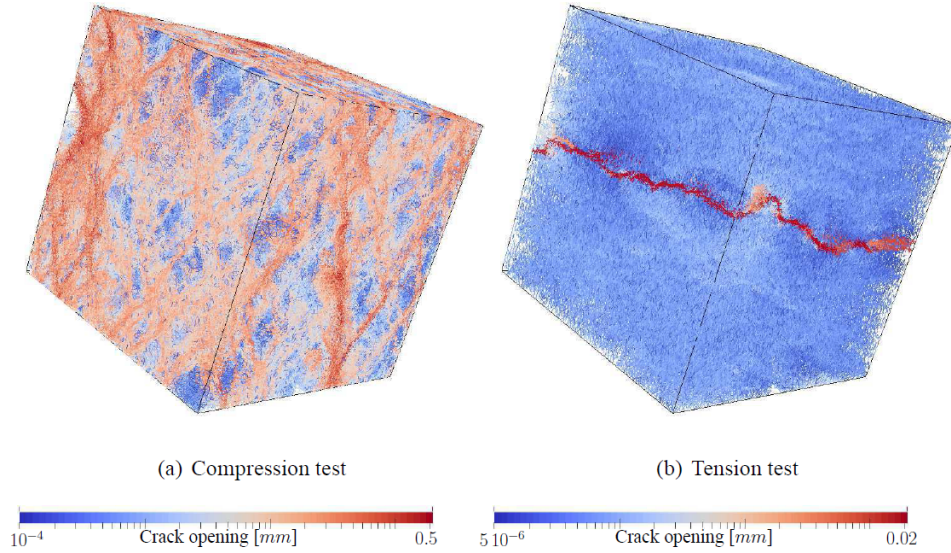 (a) Compression test
(b) Tension test
10⁻⁴ Crack opening [mm] 0.5
5 10⁻⁶ Crack opening [mm] 0.02